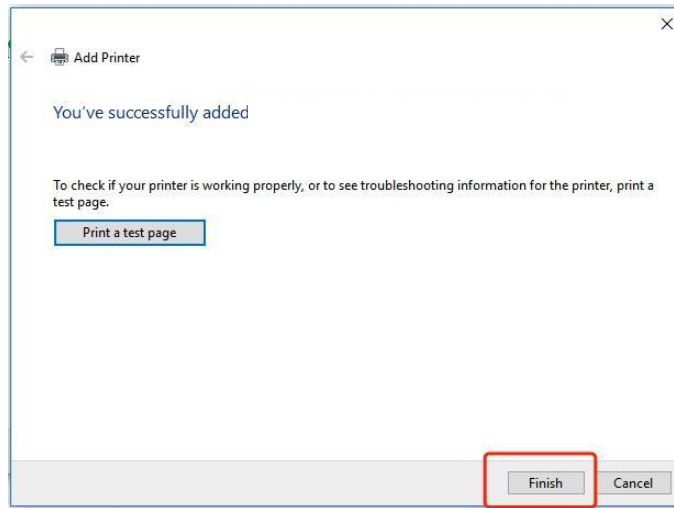 Add Printer
You've successfully added
To check if your printer is working properly, or to see troubleshooting information for the printer, print a
test page.
Print a test page
Finish Cancel